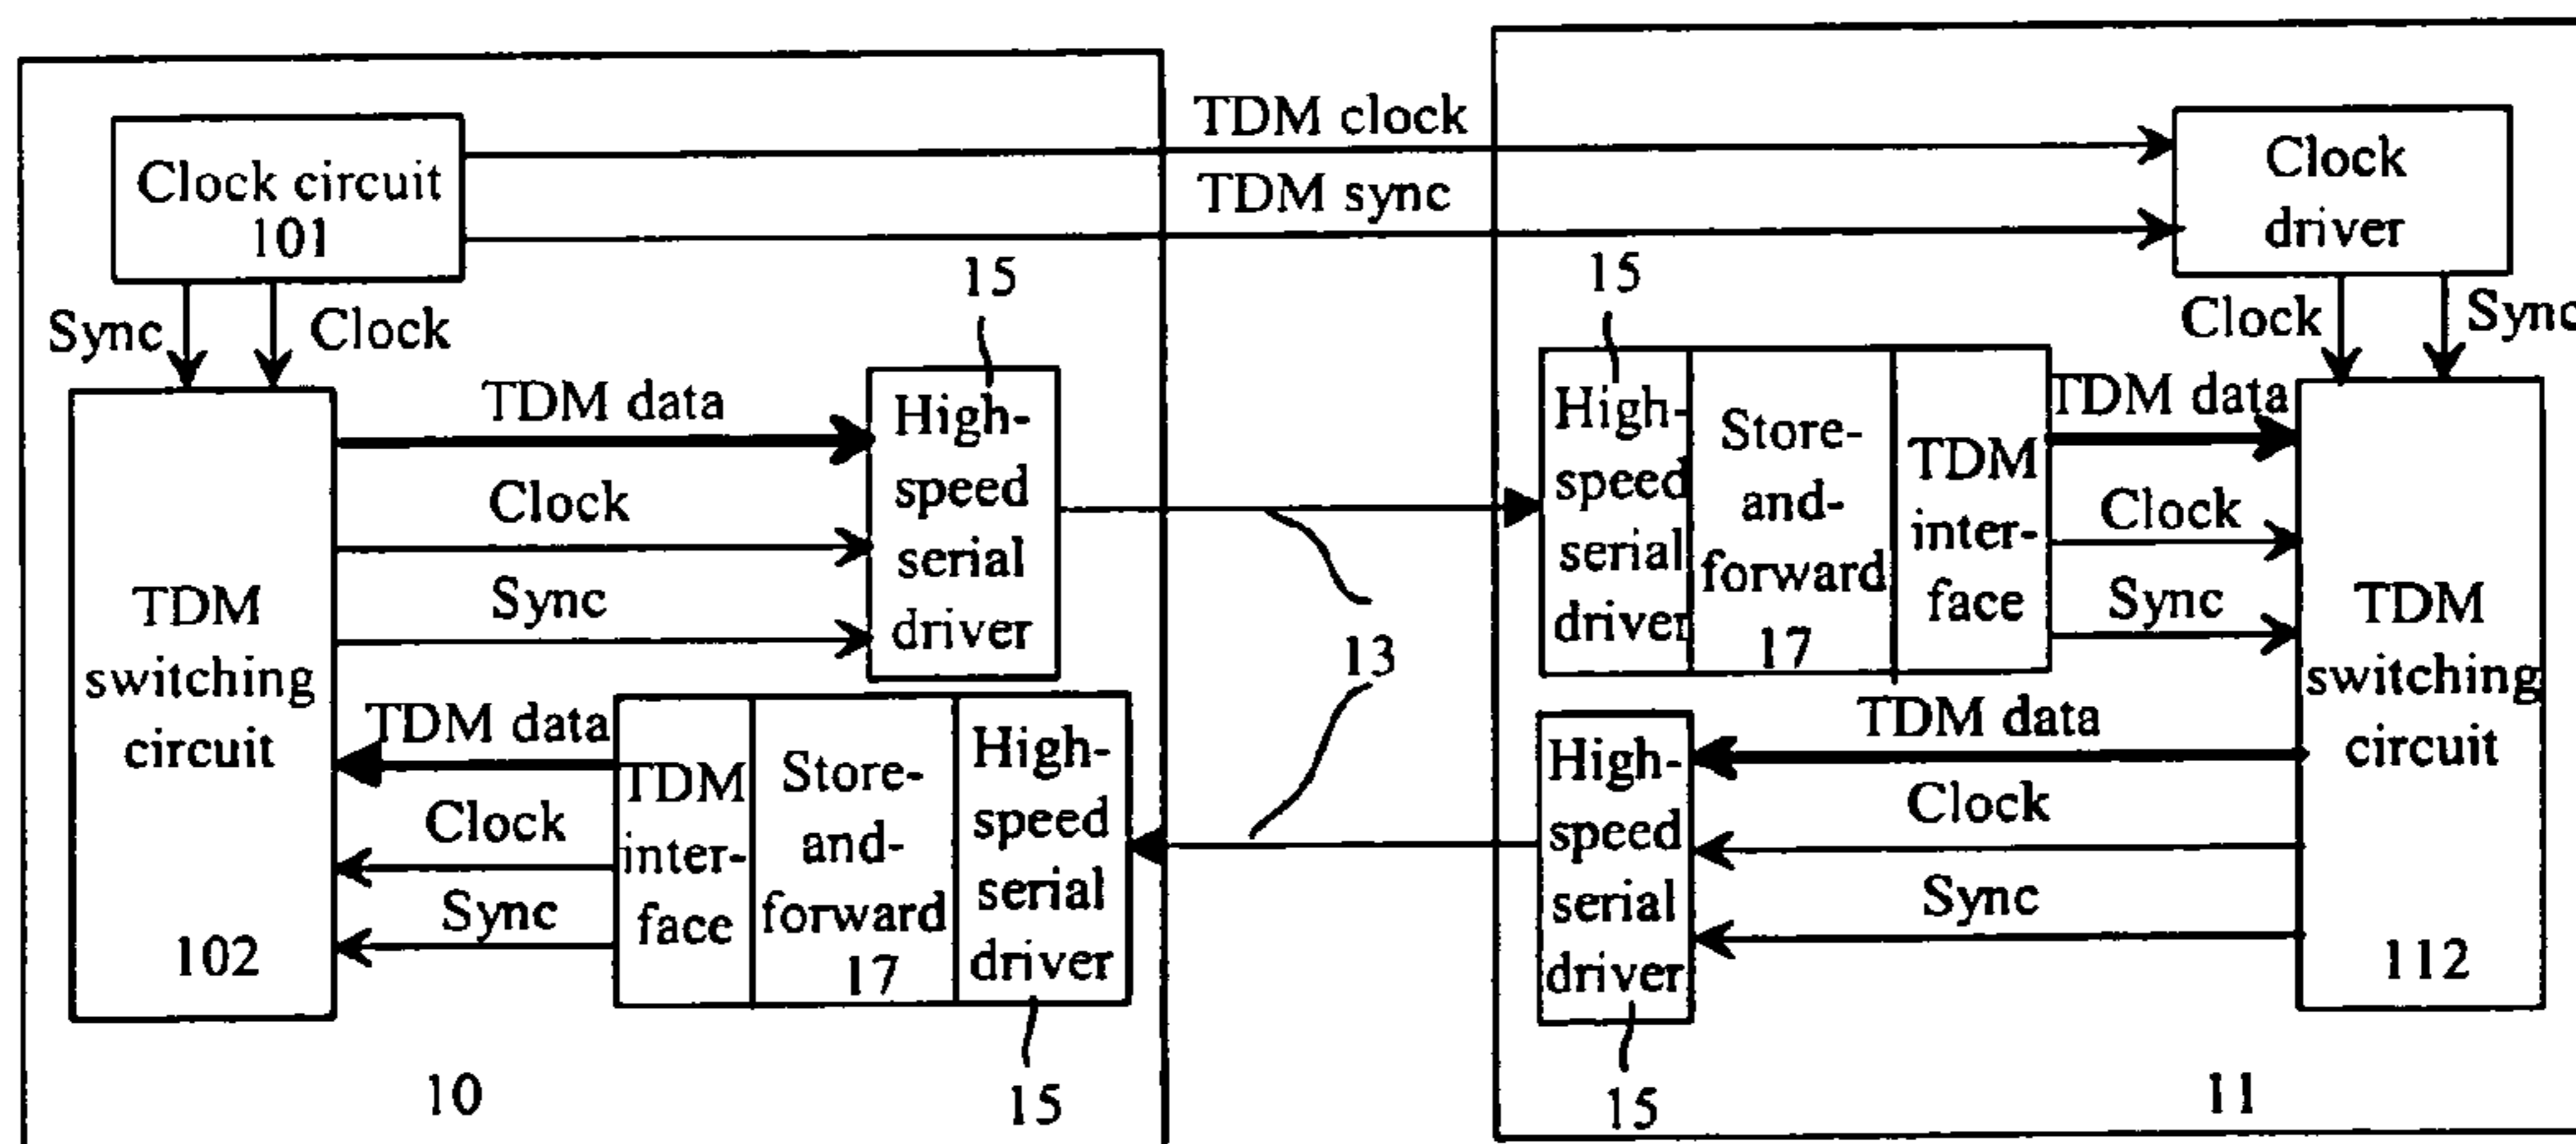 TDM clock
TDM sync
Clock circuit
101
Clock
driver
Sync
Clock
15
15
Clock
Sync
TDM data
Clock
Sync
High-
speed
serial
driver
High-
speed
serial
driver
Store-
and-
forward
17
TDM
inter-
face
TDM data
Clock
Sync
TDM
switching
circuit
102
13
TDM
switching
circuit
112
TDM data
Clock
Sync
TDM
inter-
face
Store-
and-
forward
17
High-
speed
serial
driver
High-
speed
serial
driver
TDM data
Clock
Sync
15
15
10
11